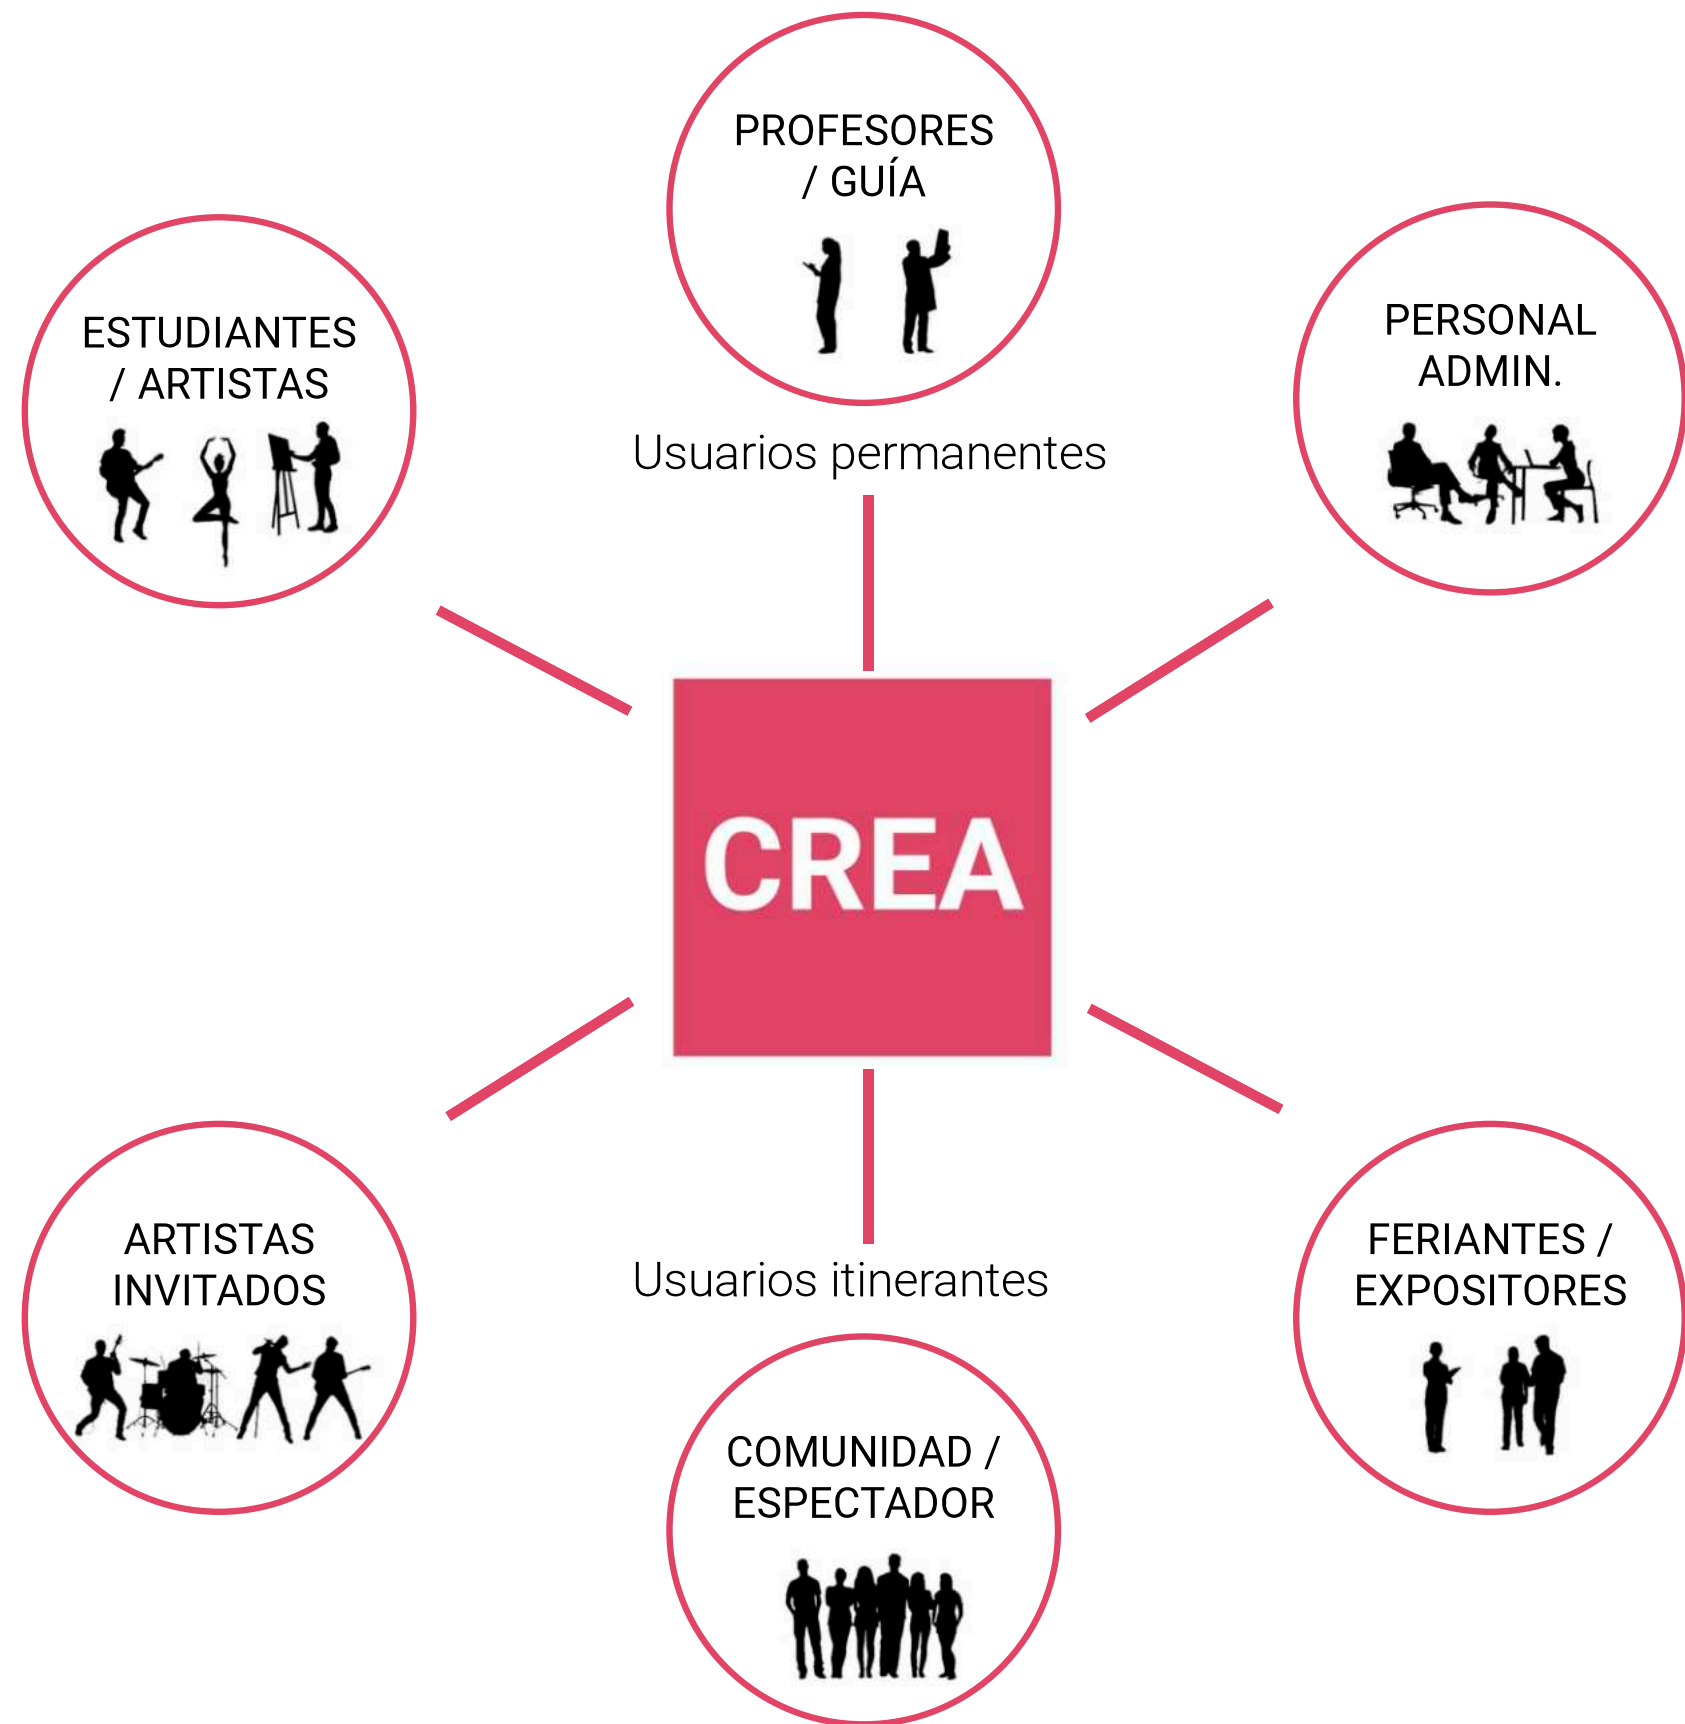 PROFESORES
/ GUÍA
ESTUDIANTES
/ ARTISTAS
PERSONAL
ADMIN.
Usuarios permanentes
CREA
ARTISTAS
INVITADOS
FERIANTES /
EXPOSITORES
Usuarios itinerantes
COMUNIDAD /
ESPECTADOR